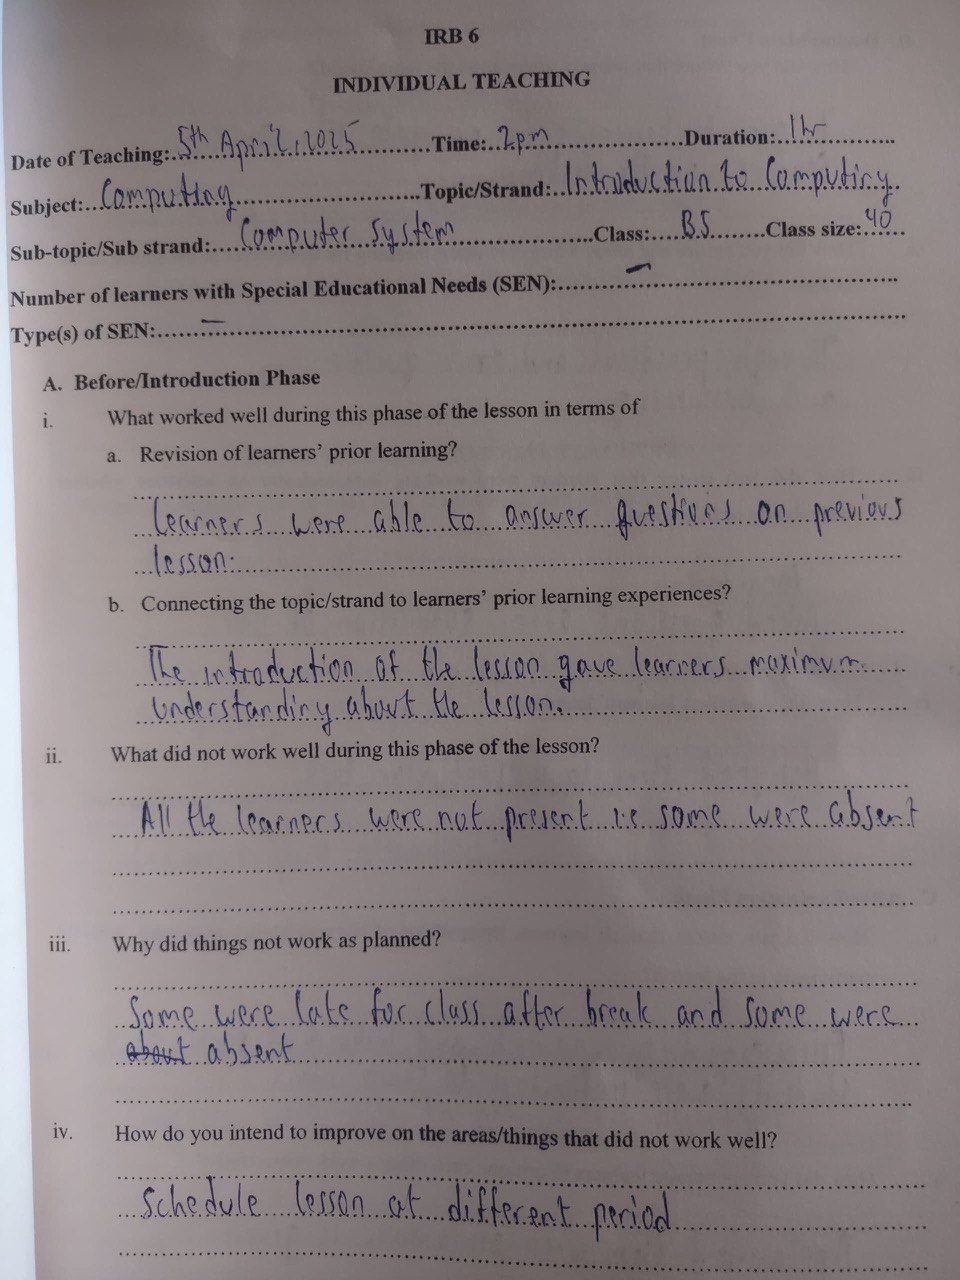 IRB 6
INDIVIDUAL TEACHING
Date of Teaching: 5th April, 2025 Time: 2pm Duration: 1hr
Subject: Computing Topic/Strand: Introduction to Computing
Sub-topic/Sub strand: Computer System Class: B5 Class size: 40
Number of learners with Special Educational Needs (SEN): –
Type(s) of SEN: –
A. Before/Introduction Phase
i. What worked well during this phase of the lesson in terms of
a. Revision of learners' prior learning?
Learners were able to answer questions on previous
lesson.
b. Connecting the topic/strand to learners' prior learning experiences?
The introduction of the lesson gave learners maximum
understanding about the lesson.
ii. What did not work well during this phase of the lesson?
All the learners were not present i.e some were absent
iii. Why did things not work as planned?
Some were late for class after break and some were
about absent
iv. How do you intend to improve on the areas/things that did not work well?
Schedule lesson at different period